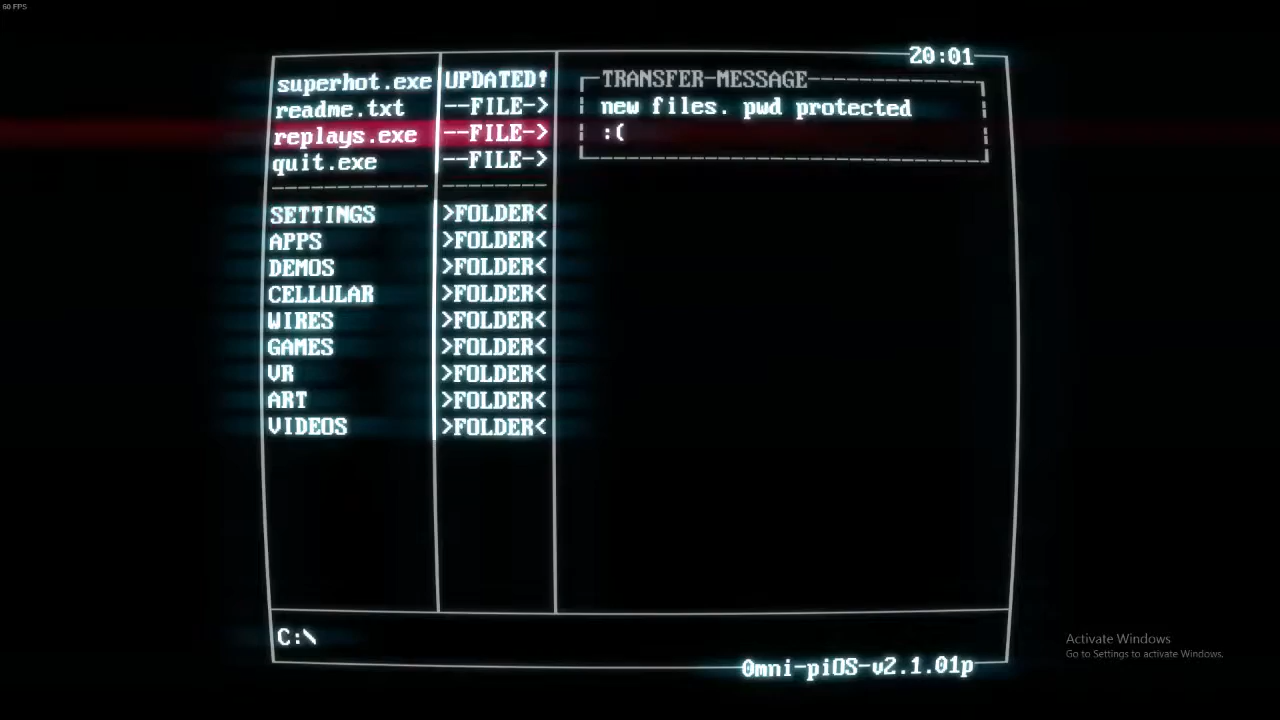 60 FPS
20:01
superhot.exe UPDATED!
readme.txt --FILE->
replays.exe --FILE->
quit.exe --FILE->
SETTINGS >FOLDER<
APPS >FOLDER<
DEMOS >FOLDER<
CELLULAR >FOLDER<
WIRES >FOLDER<
GAMES >FOLDER<
VR >FOLDER<
ART >FOLDER<
VIDEOS >FOLDER<
TRANSFER-MESSAGE
new files. pwd protected
:(
C:\
Omni-piOS-v2.1.01p
Activate Windows
Go to Settings to activate Windows.